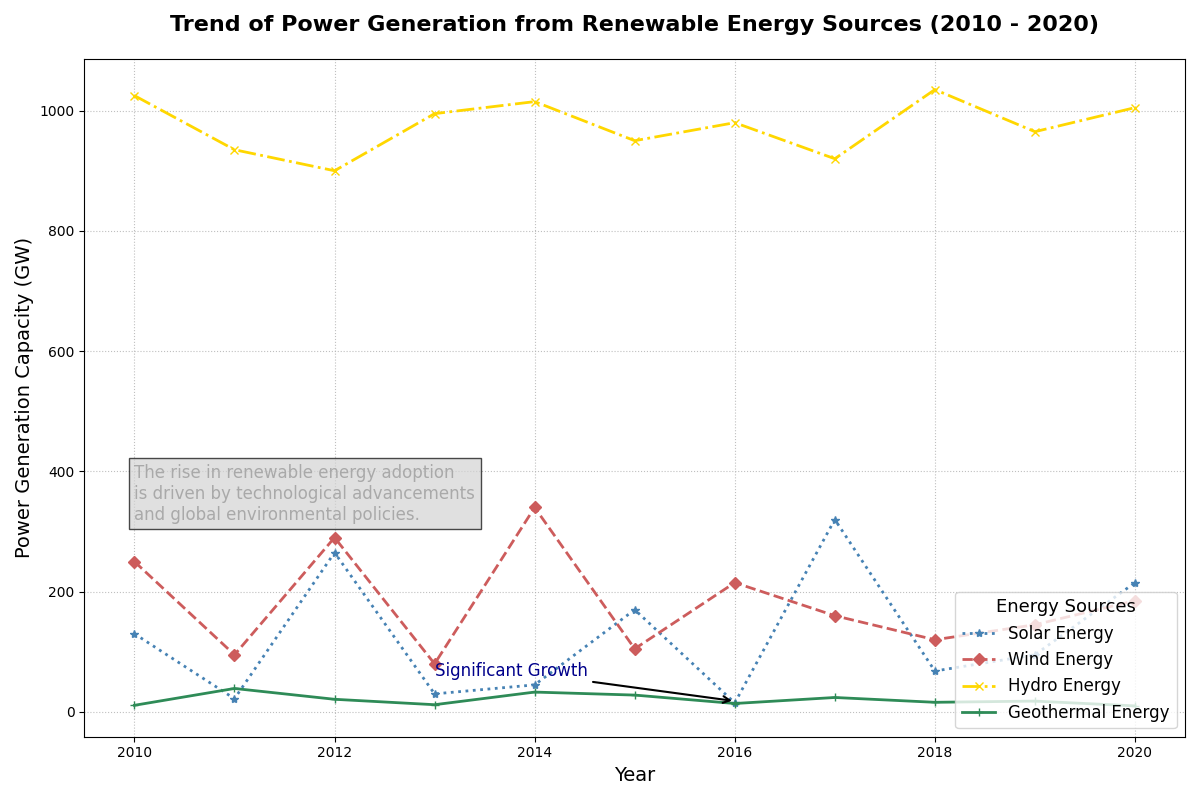 Trend of Power Generation from Renewable Energy Sources (2010 - 2020)
Power Generation Capacity (GW)
1000
800
600
400
200
0
The rise in renewable energy adoption
is driven by technological advancements
and global environmental policies.
Significant Growth
Energy Sources
Solar Energy
Wind Energy
Hydro Energy
Geothermal Energy
2010
2012
2014
2016
2018
2020
Year